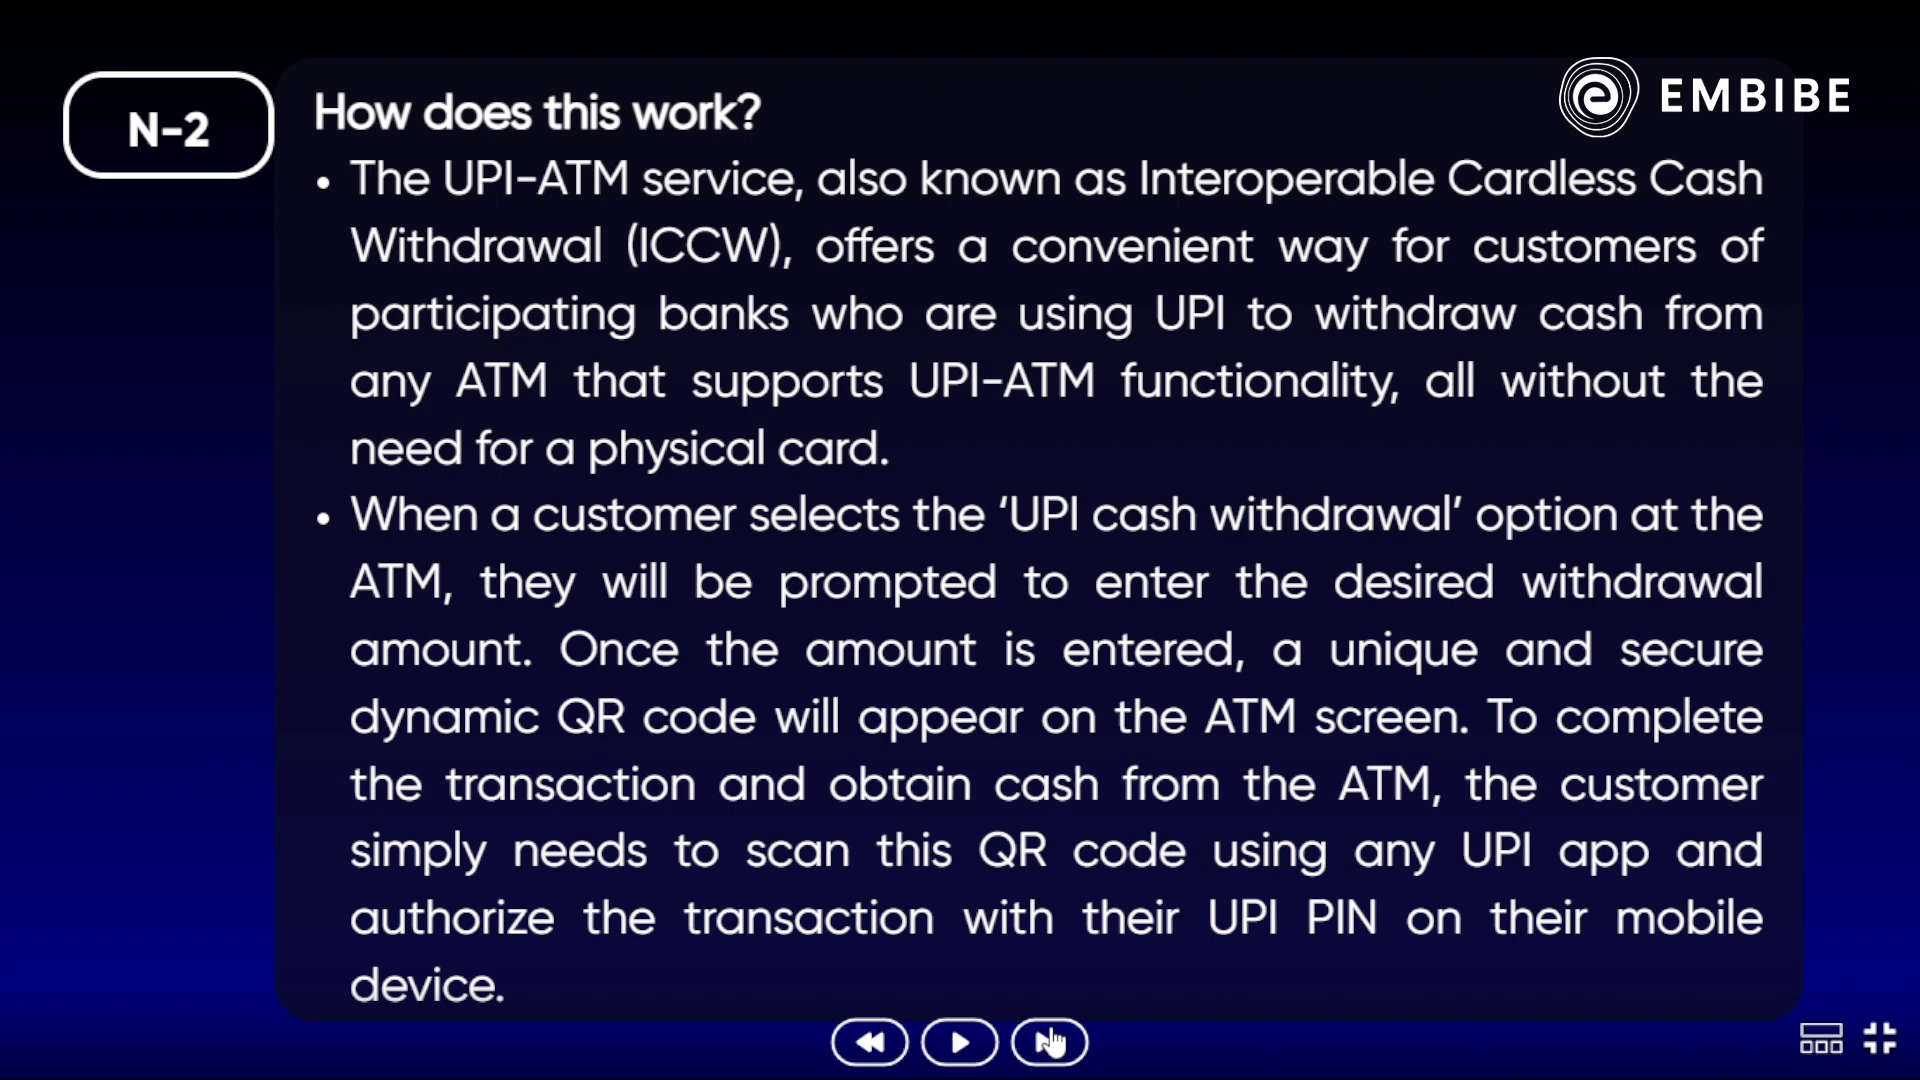 N-2
EMBIBE
How does this work?
• The UPI-ATM service, also known as Interoperable Cardless Cash
Withdrawal (ICCW), offers a convenient way for customers of
participating banks who are using UPI to withdraw cash from
any ATM that supports UPI-ATM functionality, all without the
need for a physical card.
• When a customer selects the ‘UPI cash withdrawal’ option at the
ATM, they will be prompted to enter the desired withdrawal
amount. Once the amount is entered, a unique and secure
dynamic QR code will appear on the ATM screen. To complete
the transaction and obtain cash from the ATM, the customer
simply needs to scan this QR code using any UPI app and
authorize the transaction with their UPI PIN on their mobile
device.